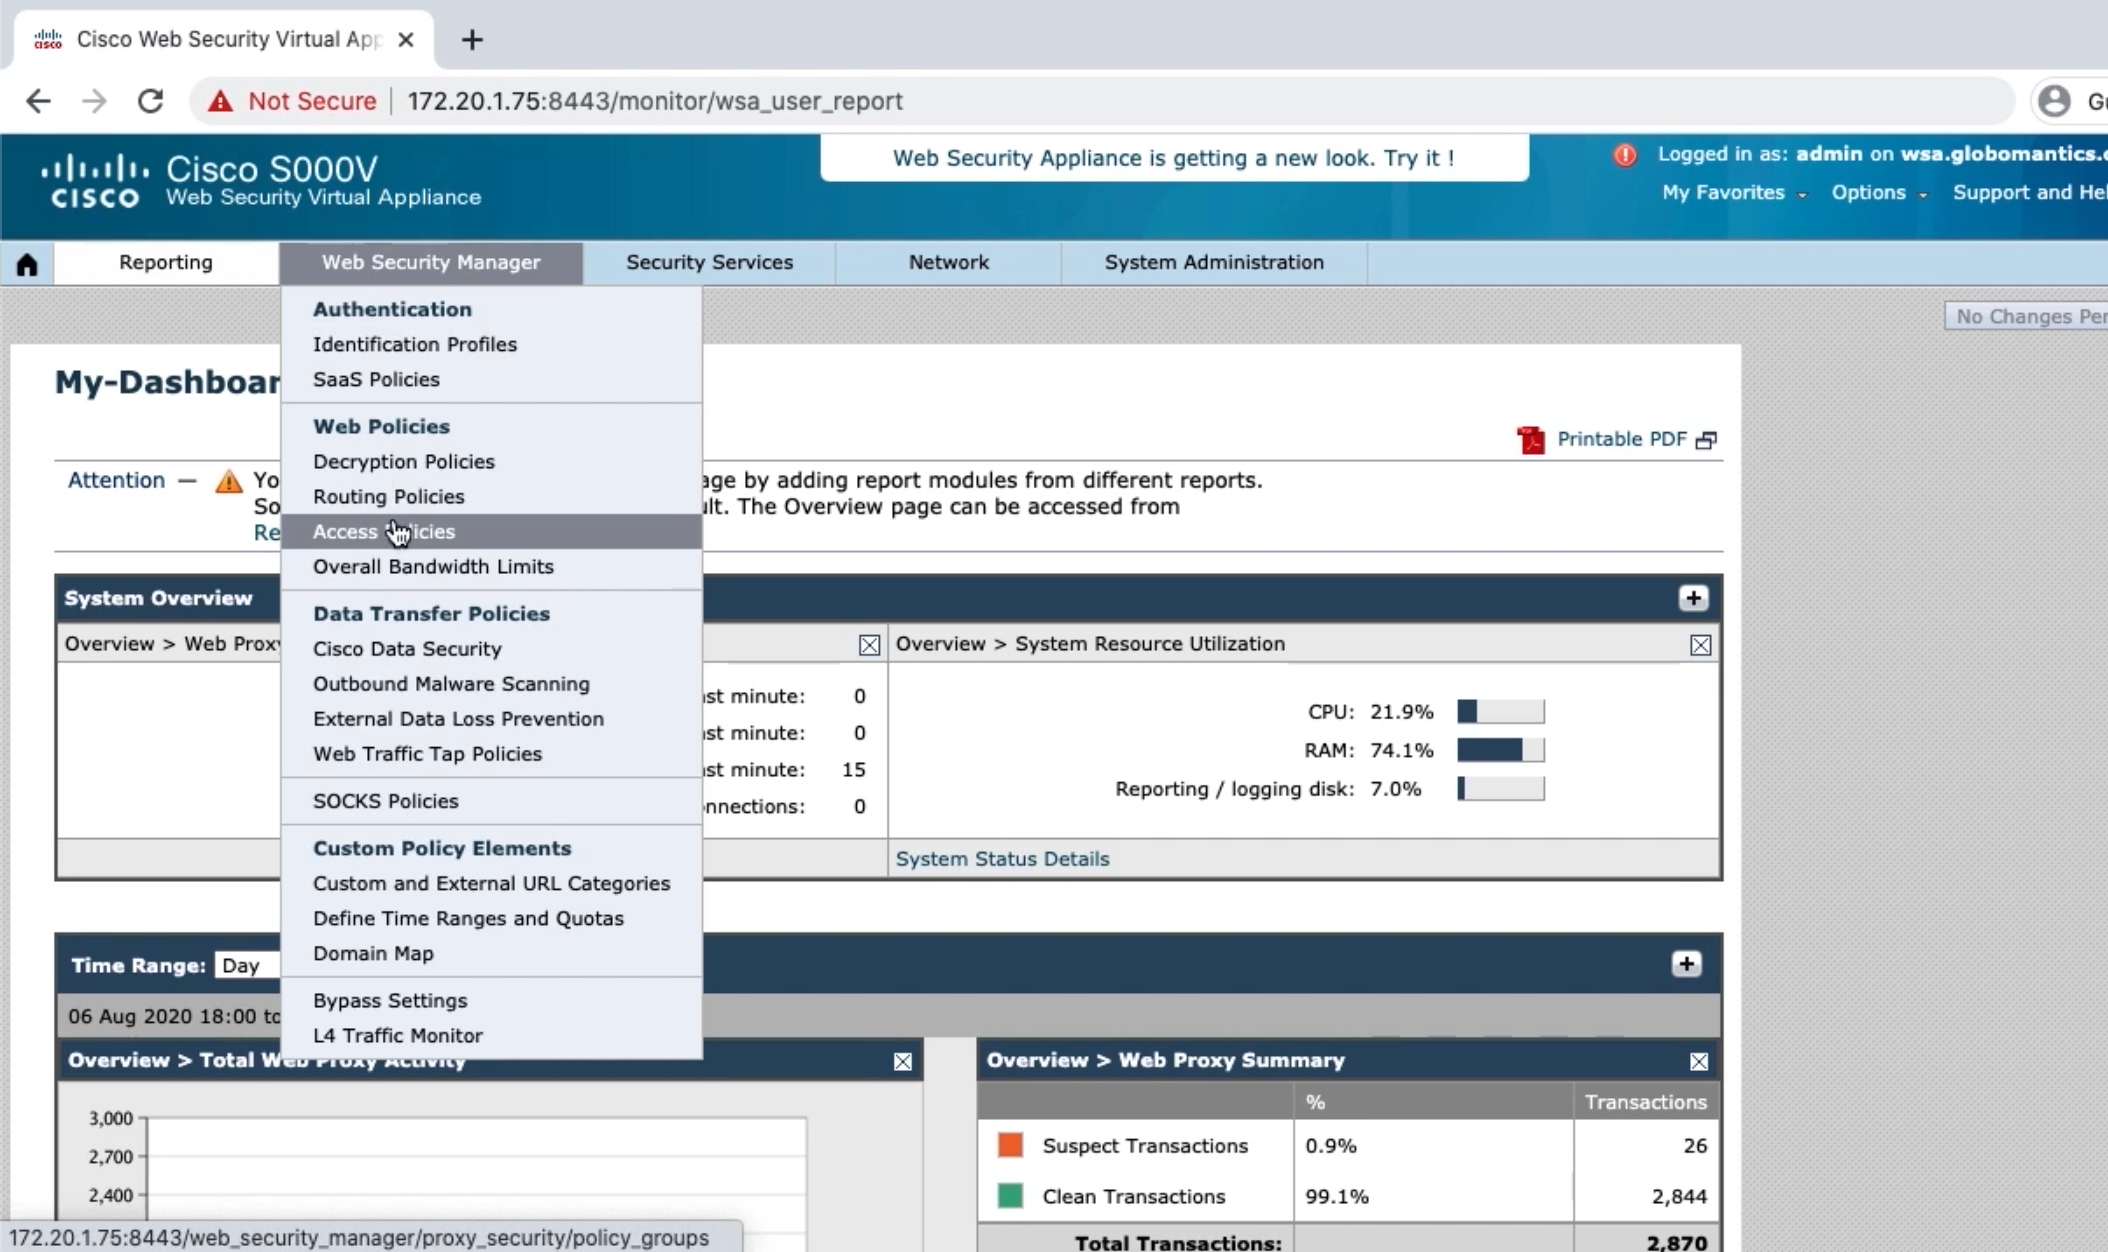 Cisco Web Security Virtual App
Not Secure
172.20.1.75:8443/monitor/wsa_user_report
CISCO
Cisco S000V
Web Security Virtual Appliance
Web Security Appliance is getting a new look. Try it !
Logged in as: admin on wsa.globomantics.
My Favorites
Options
Support and Hel
Reporting
Web Security Manager
Security Services
Network
System Administration
No Changes Per
Authentication
Identification Profiles
SaaS Policies
Web Policies
Decryption Policies
Routing Policies
Access icies
Overall Bandwidth Limits
Data Transfer Policies
Cisco Data Security
Outbound Malware Scanning
External Data Loss Prevention
Web Traffic Tap Policies
SOCKS Policies
Custom Policy Elements
Custom and External URL Categories
Define Time Ranges and Quotas
Domain Map
Bypass Settings
L4 Traffic Monitor
My-Dashboar
Printable PDF
Attention — Yo age by adding report modules from different reports.
So ult. The Overview page can be accessed from
Re
System Overview
Overview > Web Prox
ast minute: 0
ast minute: 0
ast minute: 15
nnections: 0
Overview > System Resource Utilization
CPU: 21.9%
RAM: 74.1%
Reporting / logging disk: 7.0%
System Status Details
Time Range: Day
06 Aug 2020 18:00 to
Overview > Total Web Proxy Activity
3,000
2,700
2,400
Overview > Web Proxy Summary
% Transactions
Suspect Transactions 0.9% 26
Clean Transactions 99.1% 2,844
Total Transactions: 2,870
172.20.1.75:8443/web_security_manager/proxy_security/policy_groups